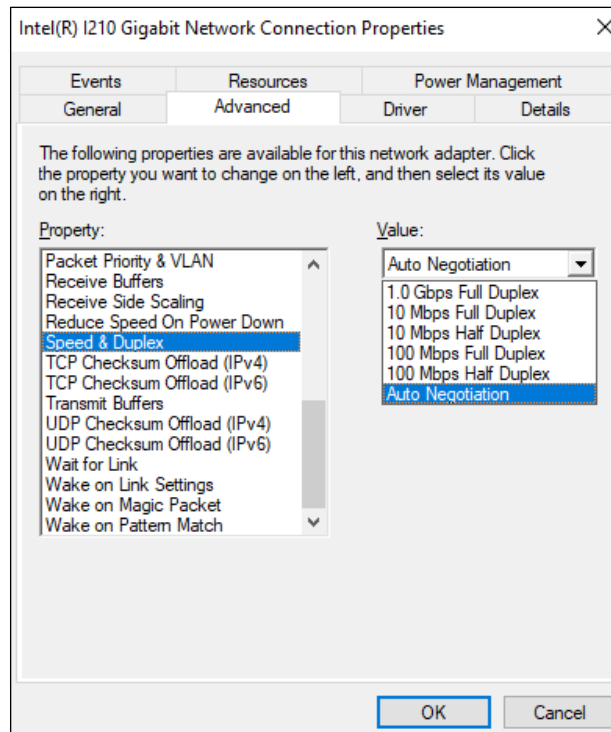 Intel(R) I210 Gigabit Network Connection Properties
Events Resources Power Management
General Advanced Driver Details
The following properties are available for this network adapter. Click
the property you want to change on the left, and then select its value
on the right.
Property:
Packet Priority & VLAN
Receive Buffers
Receive Side Scaling
Reduce Speed On Power Down
Speed & Duplex
TCP Checksum Offload (IPv4)
TCP Checksum Offload (IPv6)
Transmit Buffers
UDP Checksum Offload (IPv4)
UDP Checksum Offload (IPv6)
Wait for Link
Wake on Link Settings
Wake on Magic Packet
Wake on Pattern Match
Value:
Auto Negotiation
1.0 Gbps Full Duplex
10 Mbps Full Duplex
10 Mbps Half Duplex
100 Mbps Full Duplex
100 Mbps Half Duplex
Auto Negotiation
OK Cancel